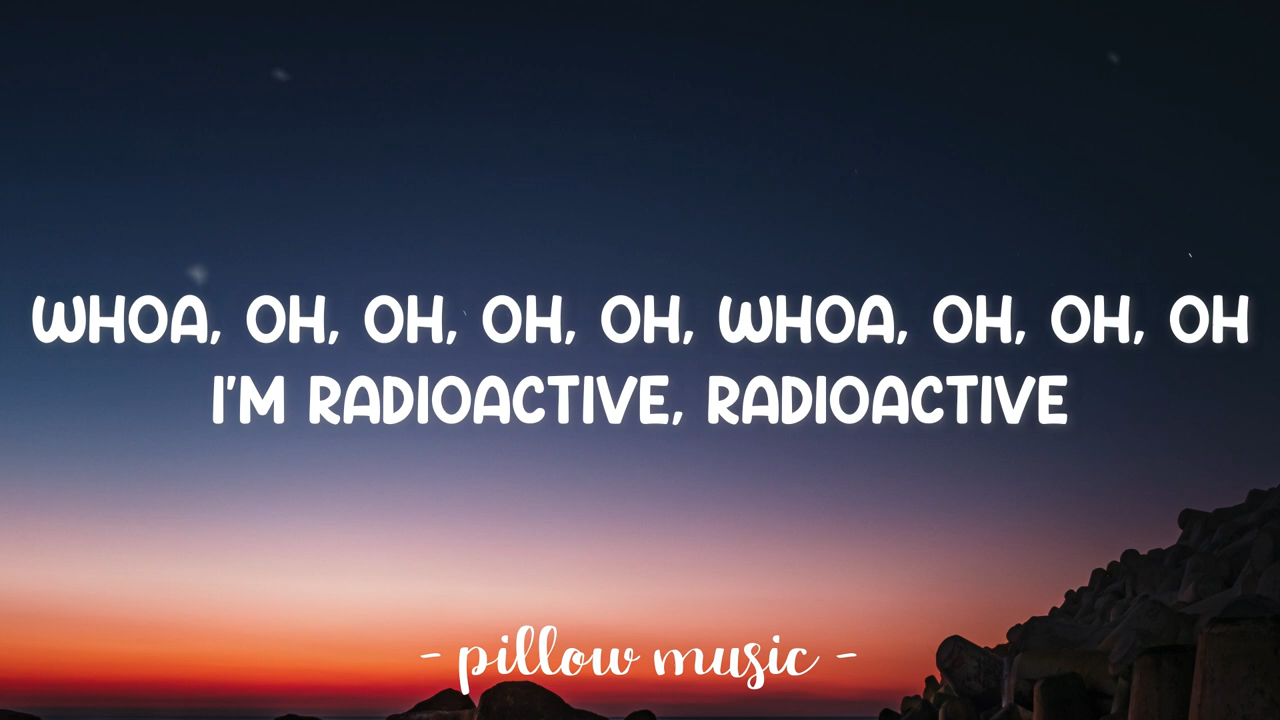 WHOA, OH, OH, OH, OH, WHOA, OH, OH, OH
I'M RADIOACTIVE, RADIOACTIVE
- pillow music -